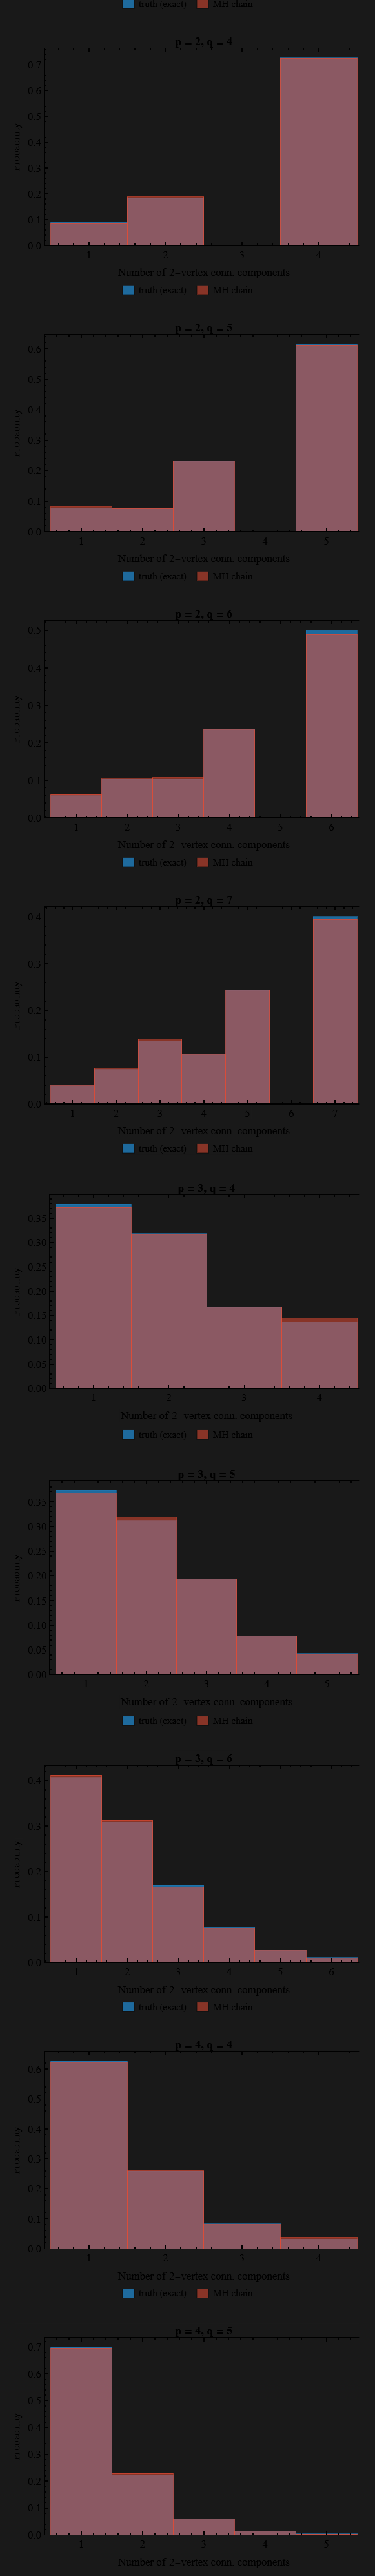 truth (exact) MH chain
p = 2, q = 4
0.7
0.6
0.5
0.4
0.3
0.2
0.1
0.0
1 2 3 4
Number of 2-vertex conn. components
truth (exact) MH chain
p = 2, q = 5
0.6
0.5
0.4
0.3
0.2
0.1
0.0
1 2 3 4 5
Number of 2-vertex conn. components
truth (exact) MH chain
p = 2, q = 6
0.5
0.4
0.3
0.2
0.1
0.0
1 2 3 4 5 6
Number of 2-vertex conn. components
truth (exact) MH chain
p = 2, q = 7
0.4
0.3
0.2
0.1
0.0
1 2 3 4 5 6 7
Number of 2-vertex conn. components
truth (exact) MH chain
p = 3, q = 4
0.35
0.30
0.25
0.20
0.15
0.10
0.05
0.00
1 2 3 4
Number of 2-vertex conn. components
truth (exact) MH chain
p = 3, q = 5
0.35
0.30
0.25
0.20
0.15
0.10
0.05
0.00
1 2 3 4 5
Number of 2-vertex conn. components
truth (exact) MH chain
p = 3, q = 6
0.4
0.3
0.2
0.1
0.0
1 2 3 4 5 6
Number of 2-vertex conn. components
truth (exact) MH chain
p = 4, q = 4
0.6
0.5
0.4
0.3
0.2
0.1
0.0
1 2 3 4
Number of 2-vertex conn. components
truth (exact) MH chain
p = 4, q = 5
0.7
0.6
0.5
0.4
0.3
0.2
0.1
0.0
1 2 3 4 5
Number of 2-vertex conn. components